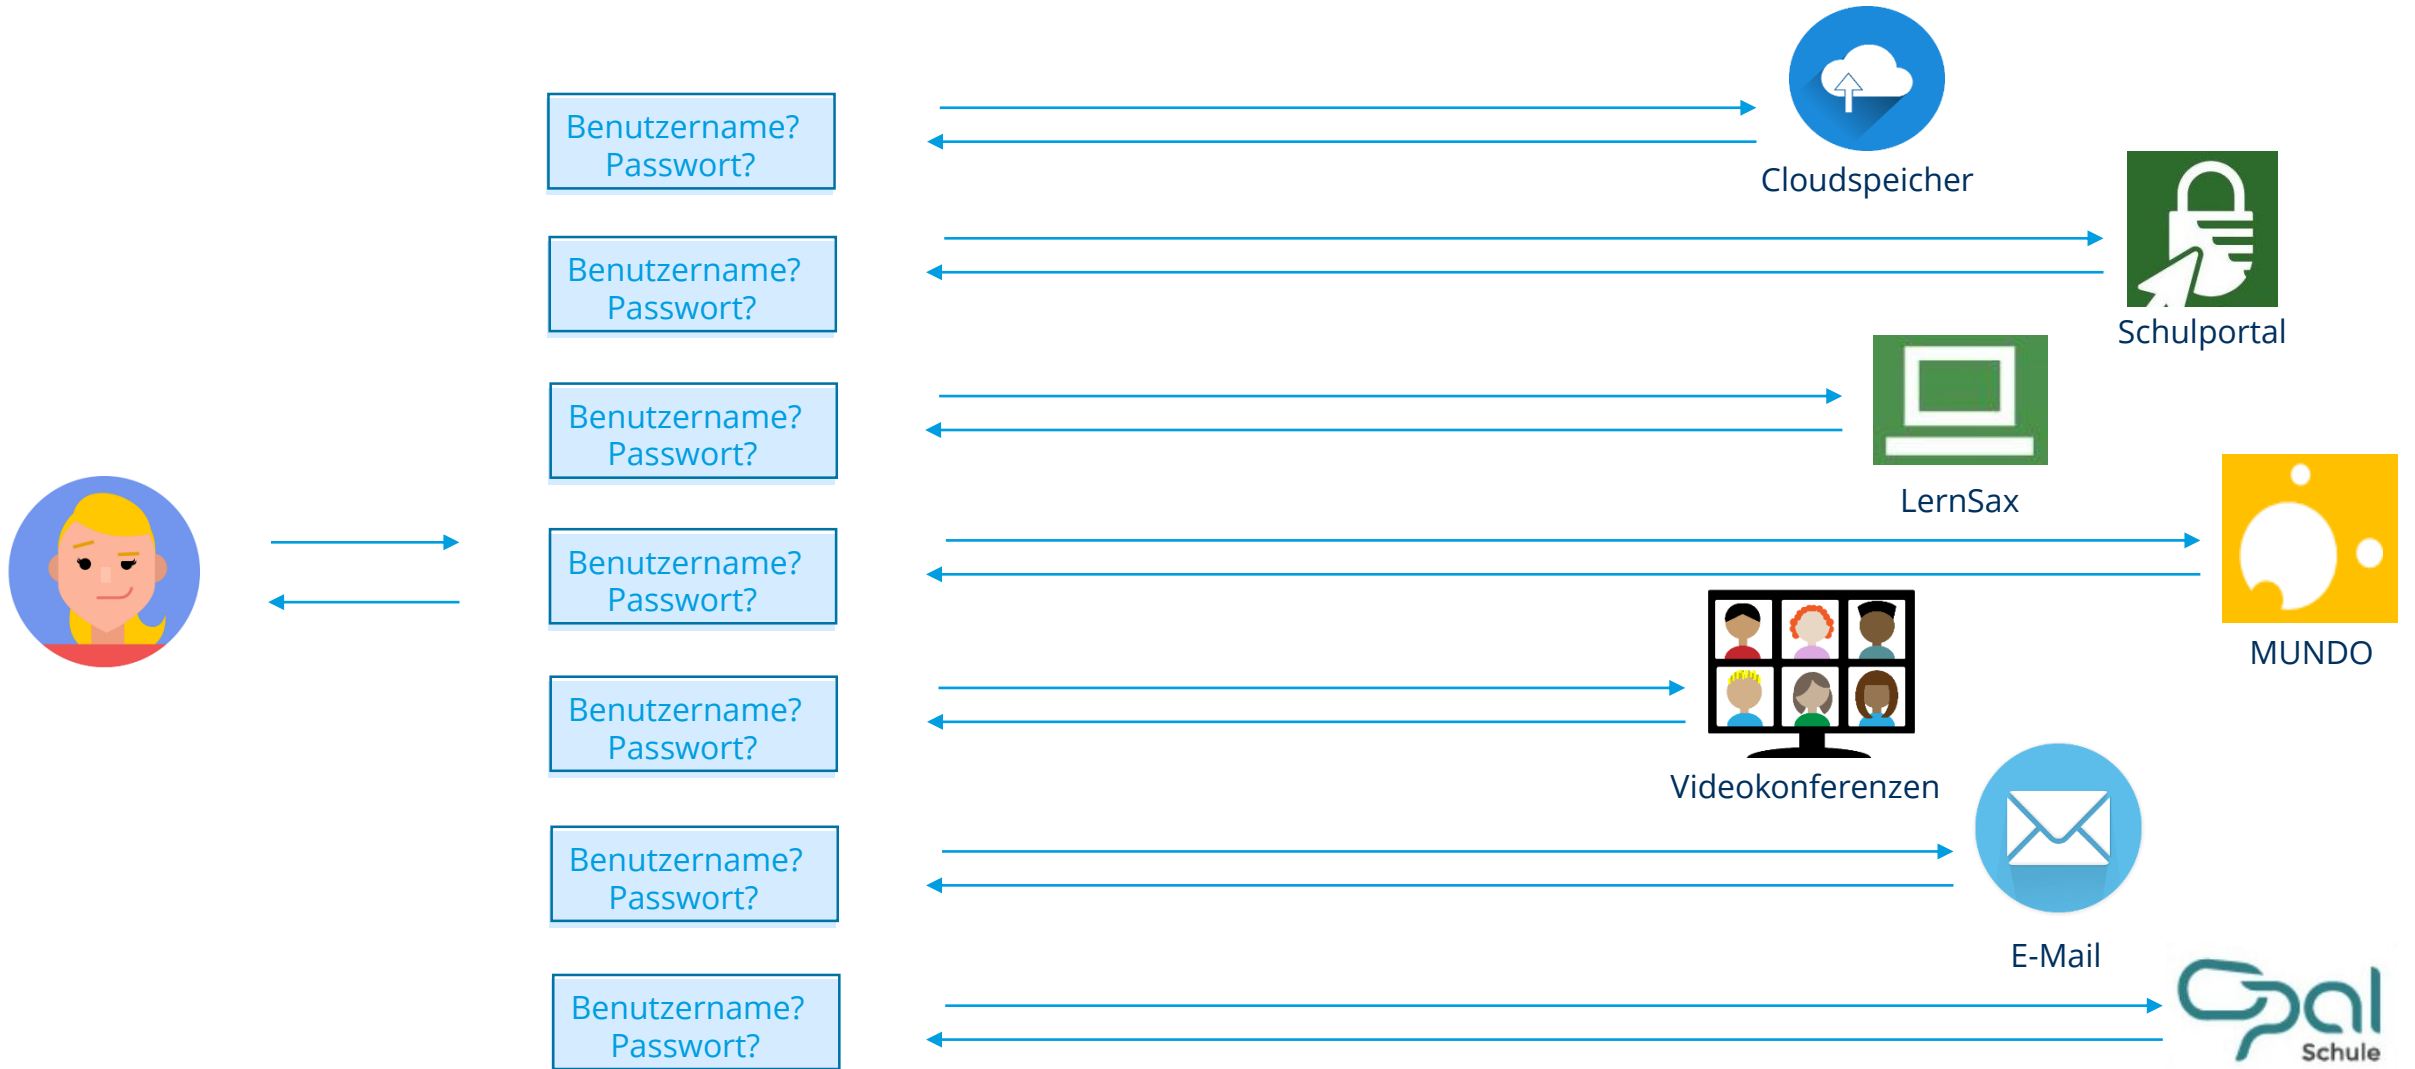 Benutzername?
Passwort?
Cloudspeicher
Benutzername?
Passwort?
Schulportal
Benutzername?
Passwort?
LernSax
Benutzername?
Passwort?
MUNDO
Benutzername?
Passwort?
Videokonferenzen
Benutzername?
Passwort?
E-Mail
Benutzername?
Passwort?
Opal
Schule